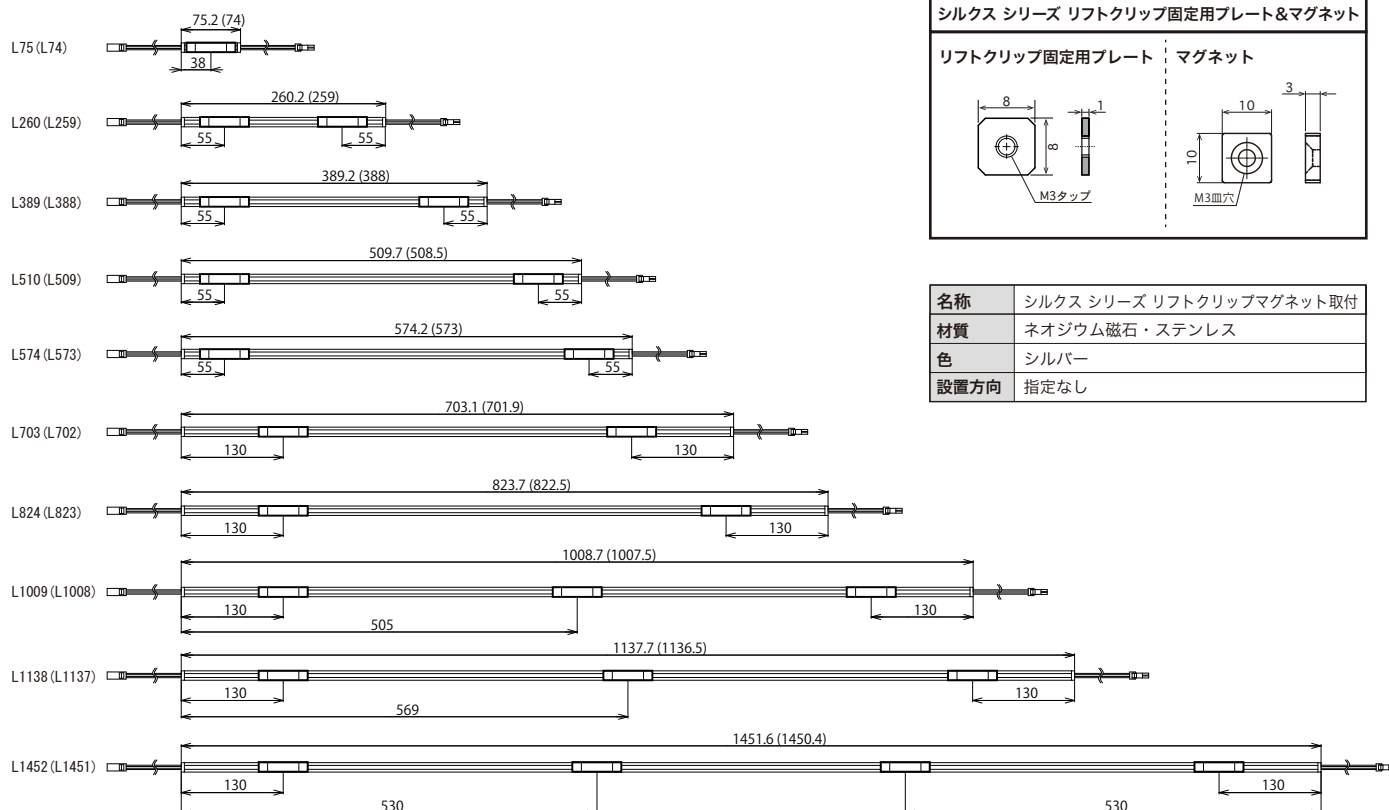 75.2 (74)
L75 (L74)
38
260.2 (259)
L260 (L259)
55
55
389.2 (388)
L389 (L388)
55
55
509.7 (508.5)
L510 (L509)
55
55
574.2 (573)
L574 (L573)
55
55
703.1 (701.9)
L703 (L702)
130
130
823.7 (822.5)
L824 (L823)
130
130
1008.7 (1007.5)
L1009 (L1008)
130
130
505
1137.7 (1136.5)
L1138 (L1137)
130
130
569
1451.6 (1450.4)
L1452 (L1451)
130
130
530
530
シルクス シリーズ リフトクリップ固定用プレート&マグネット
リフトクリップ固定用プレート
8
1
8
M3タップ
マグネット
3
10
10
M3皿穴
名称 シルクス シリーズ リフトクリップマグネット取付
材質 ネオジウム磁石・ステンレス
色 シルバー
設置方向 指定なし